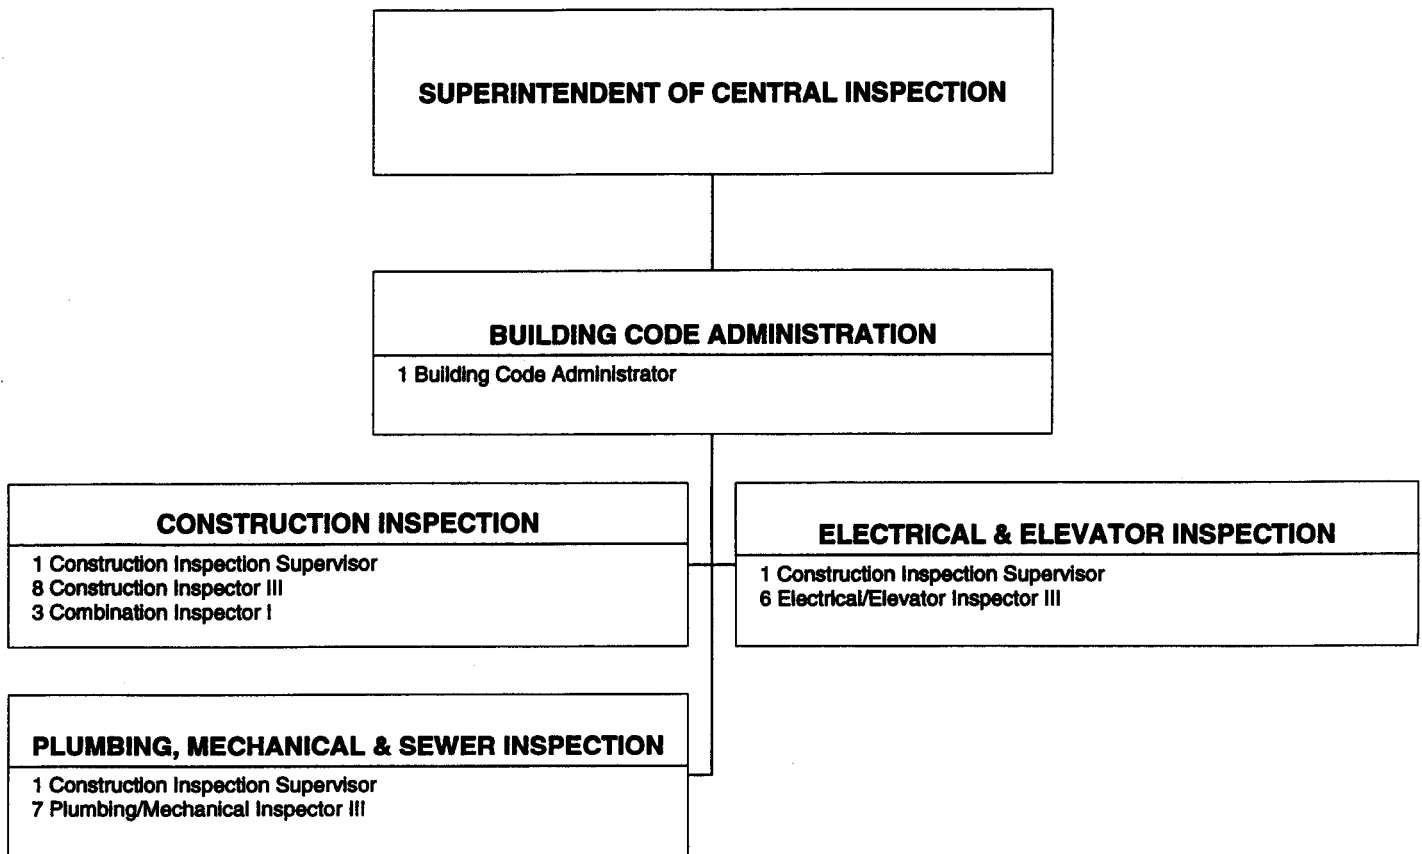 SUPERINTENDENT OF CENTRAL INSPECTION
BUILDING CODE ADMINISTRATION
1 Building Code Administrator
CONSTRUCTION INSPECTION
1 Construction Inspection Supervisor
8 Construction Inspector III
3 Combination Inspector I
ELECTRICAL & ELEVATOR INSPECTION
1 Construction Inspection Supervisor
6 Electrical/Elevator Inspector III
PLUMBING, MECHANICAL & SEWER INSPECTION
1 Construction Inspection Supervisor
7 Plumbing/Mechanical Inspector III